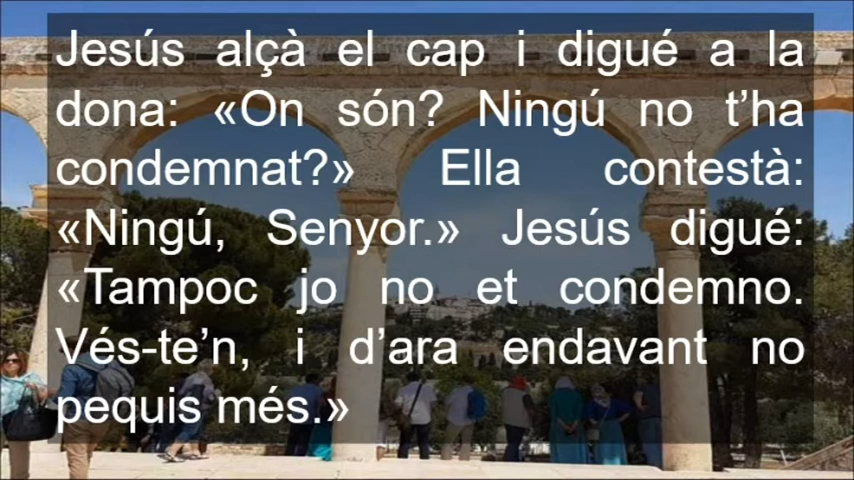 Jesús alçà el cap i digué a la
dona: «On són? Ningú no t’ha
condemnat?» Ella contestà:
«Ningú, Senyor.» Jesús digué:
«Tampoc jo no et condemno.
Vés-te’n, i d’ara endavant no
pequis més.»